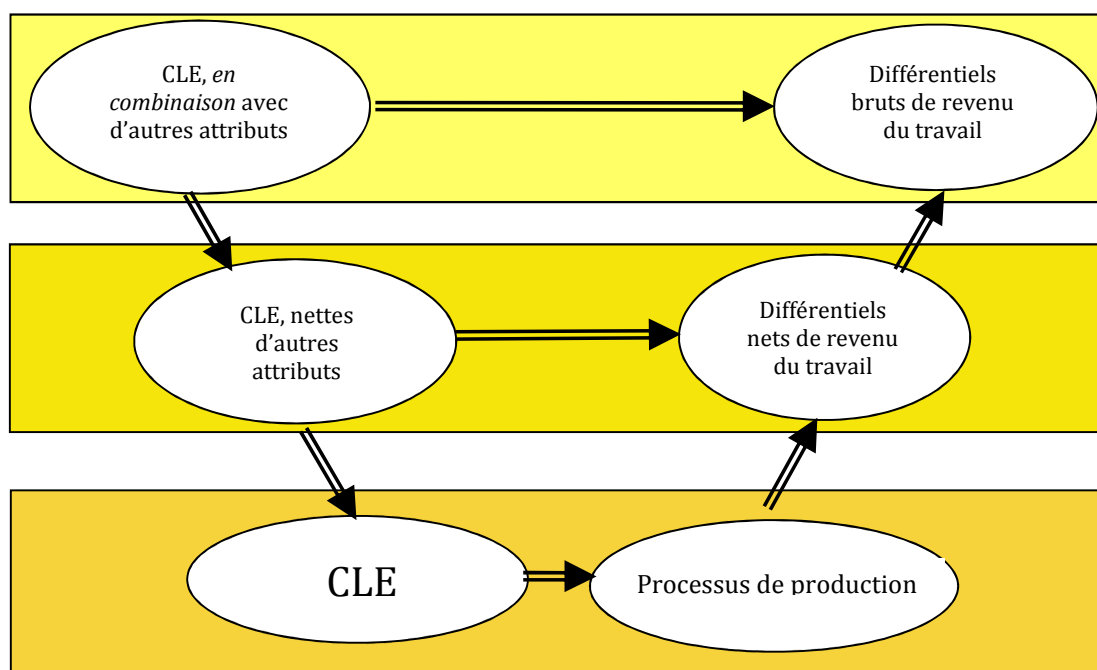 CLE, en
combinaison avec
d’autres attributs
Différentiels
bruts de revenu
du travail
CLE, nettes
d’autres
attributs
Différentiels
nets de revenu
du travail
CLE
Processus de production